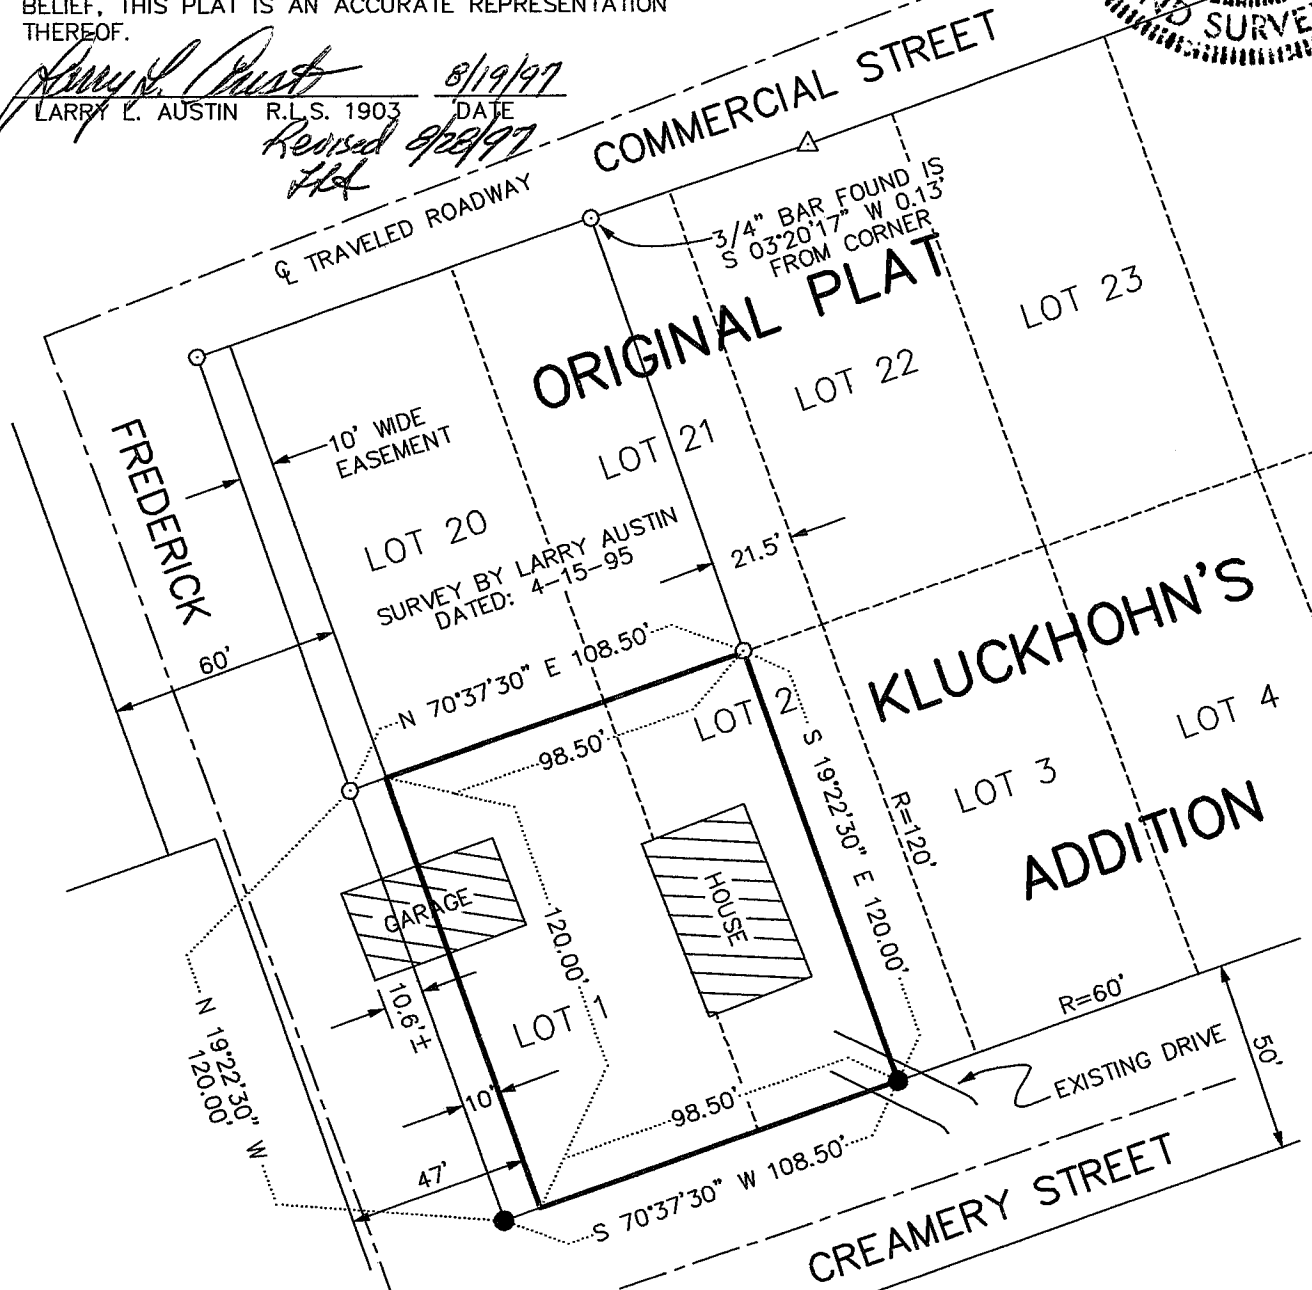 BELIEF, THIS PLAT IS AN ACCURATE REPRESENTATION
THEREOF.
Larry L. Austin 8/19/97
LARRY L. AUSTIN R.L.S. 1903 DATE
Revised 8/28/97
LLA
ND SURVE
COMMERCIAL STREET
℄ TRAVELED ROADWAY
3/4" BAR FOUND IS
S 03°20'17" W 0.13'
FROM CORNER
ORIGINAL PLAT
LOT 23
LOT 22
LOT 21
LOT 20
10' WIDE
EASEMENT
FREDERICK
SURVEY BY LARRY AUSTIN
DATED: 4-15-95
21.5'
60'
N 70°37'30" E 108.50'
98.50'
KLUCKHOHN'S
ADDITION
LOT 2
LOT 3
LOT 4
S 19°22'30" E 120.00'
R=120'
HOUSE
GARAGE
120.00'
10.6'±
LOT 1
N 19°22'30" W
120.00'
10'
47'
98.50'
S 70°37'30" W 108.50'
R=60'
EXISTING DRIVE
50'
CREAMERY STREET